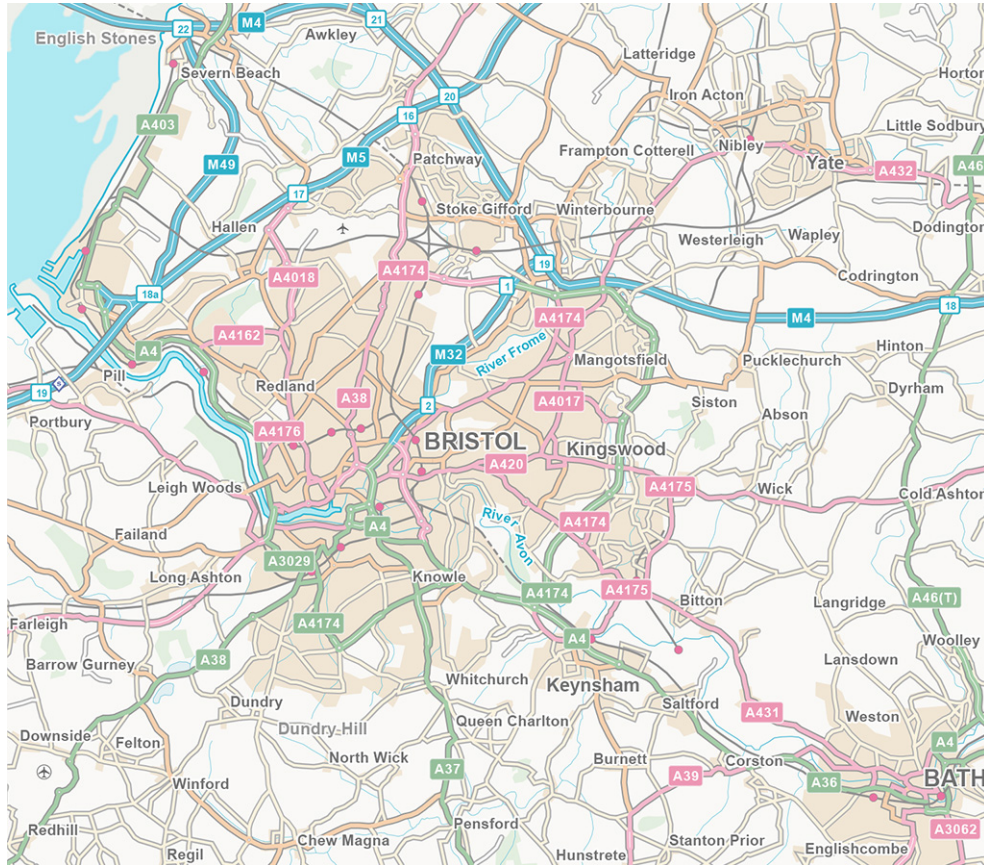 M4
21
22
English Stones
Awkley
Latteridge
Severn Beach
Horton
20
Iron Acton
16
A403
Little Sodbury
Nibley
Frampton Cotterell
M5
Patchway
Yate
M49
A432
A46
17
Stoke Gifford
Winterbourne
Hallen
Dodington
Wapley
Westerleigh
19
A4174
A4018
Codrington
1
18a
18
A4174
M4
A4162
River Frome
A4
Hinton
M32
Mangotsfield
Pucklechurch
Pill
Redland
Dyrham
19
A38
A4017
Siston
2
Abson
Portbury
A4176
BRISTOL
Kingswood
A420
Leigh Woods
A4175
Wick
Cold Ashton
River Avon
A4174
A4
Failand
A3029
Long Ashton
Knowle
A4174
A4175
Bitton
A46(T)
Langridge
Farleigh
A4174
A4
Woolley
A38
Barrow Gurney
Lansdown
Whitchurch
Keynsham
Dundry
Saltford
A431
Weston
Queen Charlton
Dundry Hill
Downside
Felton
A4
North Wick
Burnett
Corston
A37
A39
A36
BATH
Winford
Pensford
Redhill
A3062
Chew Magna
Stanton Prior
Englishcombe
Regil
Hunstrete